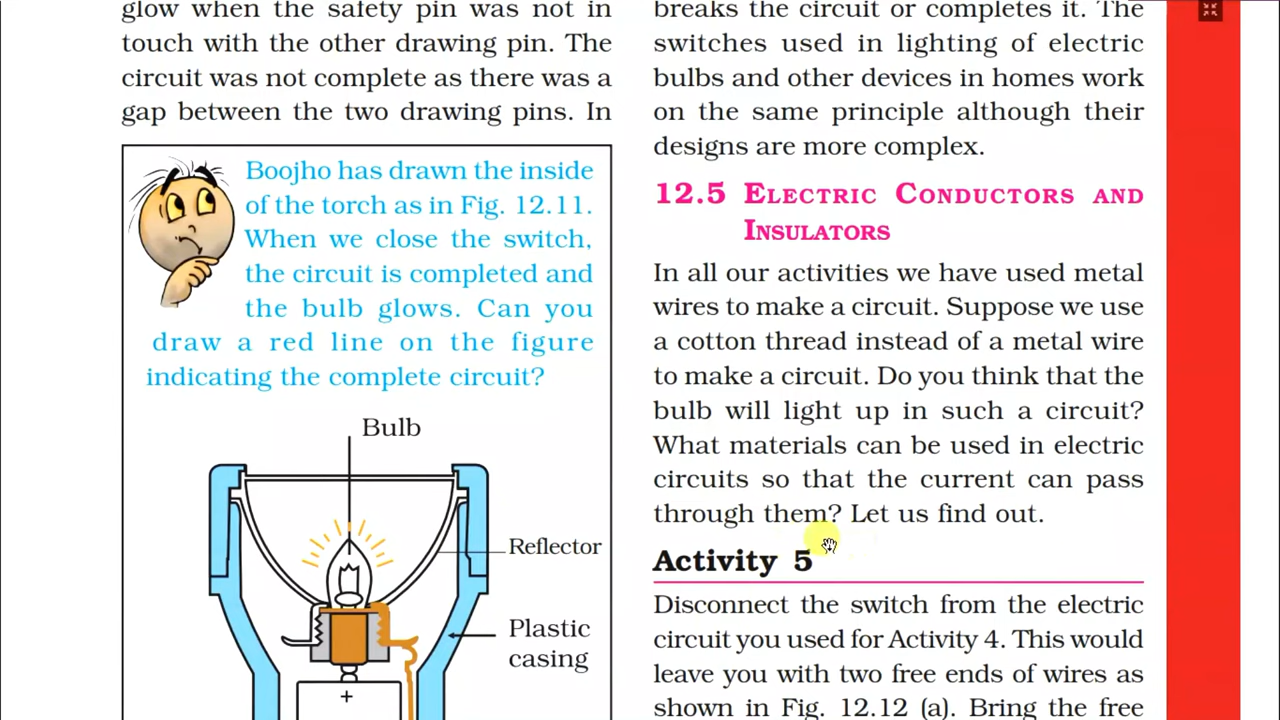 glow when the safety pin was not in
touch with the other drawing pin. The
circuit was not complete as there was a
gap between the two drawing pins. In
Boojho has drawn the inside
of the torch as in Fig. 12.11.
When we close the switch,
the circuit is completed and
the bulb glows. Can you
draw a red line on the figure
indicating the complete circuit?
Bulb
Reflector
Plastic
casing
+
breaks the circuit or completes it. The
switches used in lighting of electric
bulbs and other devices in homes work
on the same principle although their
designs are more complex.
12.5 ELECTRIC CONDUCTORS AND
INSULATORS
In all our activities we have used metal
wires to make a circuit. Suppose we use
a cotton thread instead of a metal wire
to make a circuit. Do you think that the
bulb will light up in such a circuit?
What materials can be used in electric
circuits so that the current can pass
through them? Let us find out.
Activity 5
Disconnect the switch from the electric
circuit you used for Activity 4. This would
leave you with two free ends of wires as
shown in Fig. 12.12 (a). Bring the free